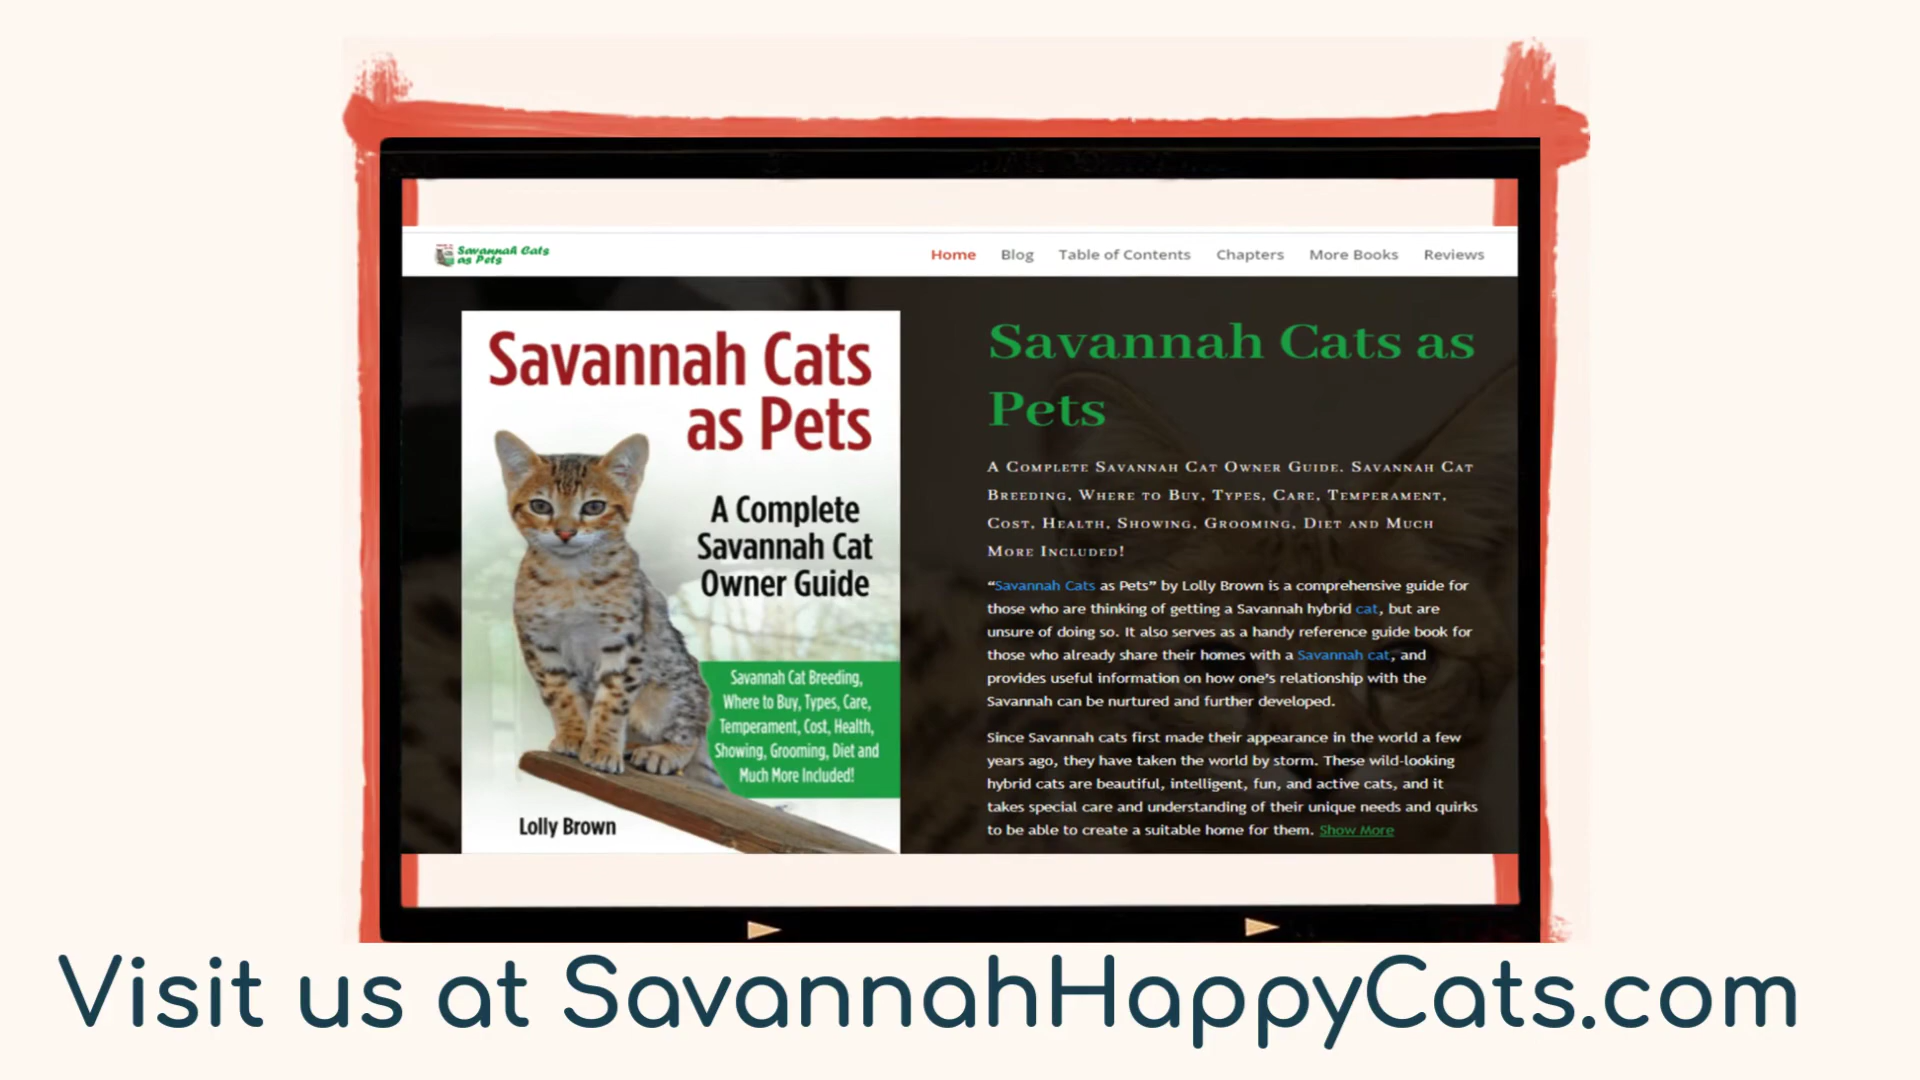 Savannah Cats
as Pets
Home Blog Table of Contents Chapters More Books Reviews
Savannah Cats
as Pets
A Complete
Savannah Cat
Owner Guide
Savannah Cat Breeding,
Where to Buy, Types, Care,
Temperament, Cost, Health,
Showing, Grooming, Diet and
Much More Included!
Lolly Brown
Savannah Cats as
Pets
A Complete Savannah Cat Owner Guide. Savannah Cat
Breeding, Where to Buy, Types, Care, Temperament,
Cost, Health, Showing, Grooming, Diet and Much
More Included!
“Savannah Cats as Pets” by Lolly Brown is a comprehensive guide for
those who are thinking of getting a Savannah hybrid cat, but are
unsure of doing so. It also serves as a handy reference guide book for
those who already share their homes with a Savannah cat, and
provides useful information on how one’s relationship with the
Savannah can be nurtured and further developed.
Since Savannah cats first made their appearance in the world a few
years ago, they have taken the world by storm. These wild-looking
hybrid cats are beautiful, intelligent, fun, and active cats, and it
takes special care and understanding of their unique needs and quirks
to be able to create a suitable home for them. Show More
Visit us at SavannahHappyCats.com